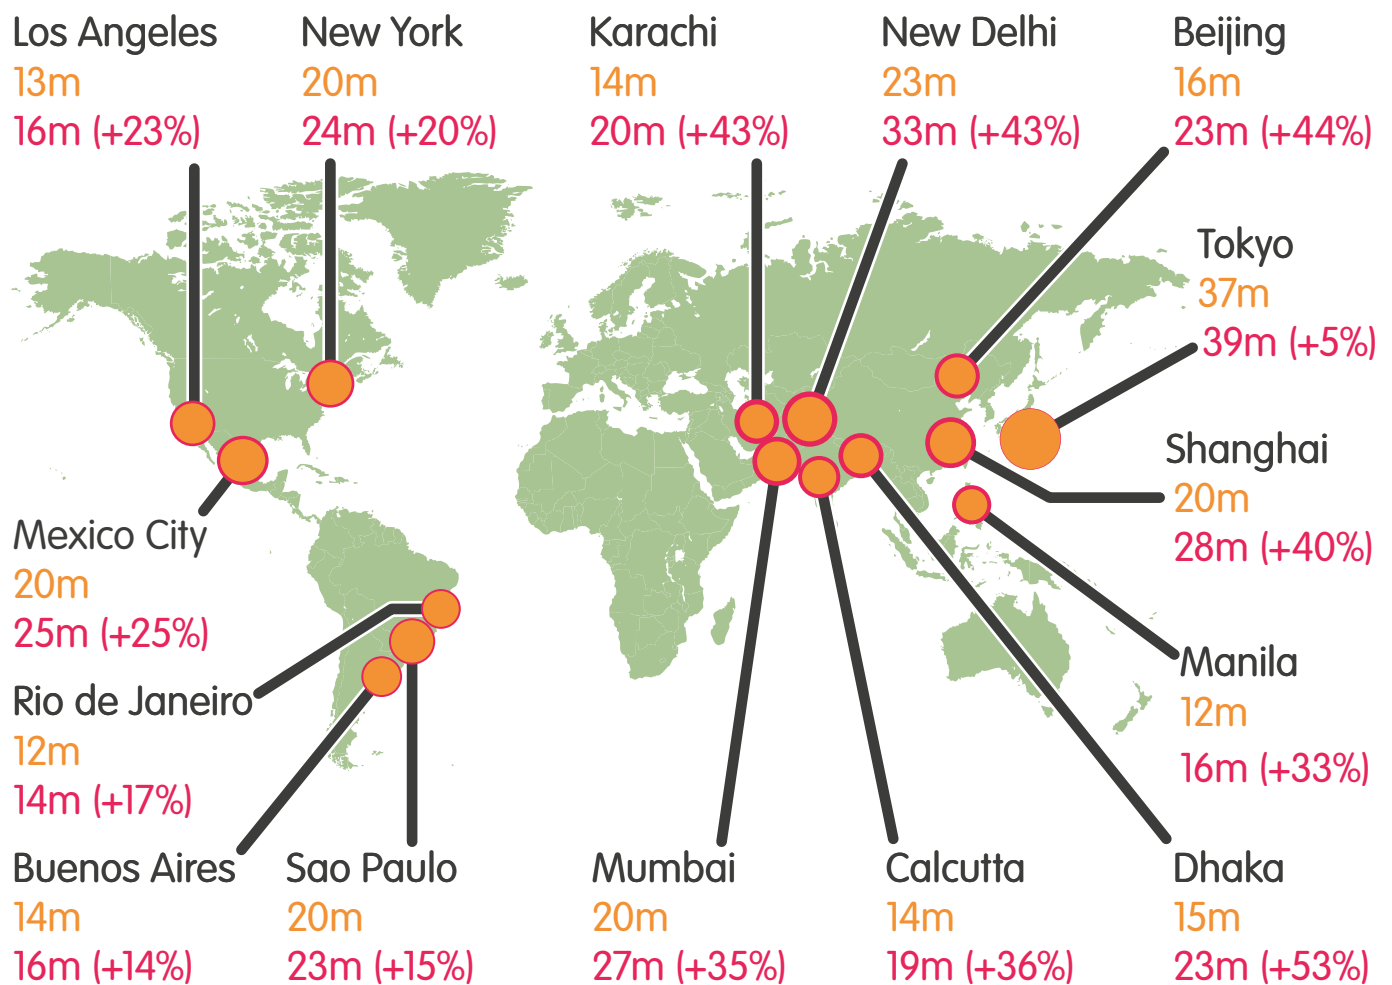 Los Angeles
13m
16m (+23%)
New York
20m
24m (+20%)
Karachi
14m
20m (+43%)
New Delhi
23m
33m (+43%)
Beijing
16m
23m (+44%)
Tokyo
37m
39m (+5%)
Shanghai
20m
28m (+40%)
Mexico City
20m
25m (+25%)
Manila
12m
16m (+33%)
Rio de Janeiro
12m
14m (+17%)
Buenos Aires
14m
16m (+14%)
Sao Paulo
20m
23m (+15%)
Mumbai
20m
27m (+35%)
Calcutta
14m
19m (+36%)
Dhaka
15m
23m (+53%)